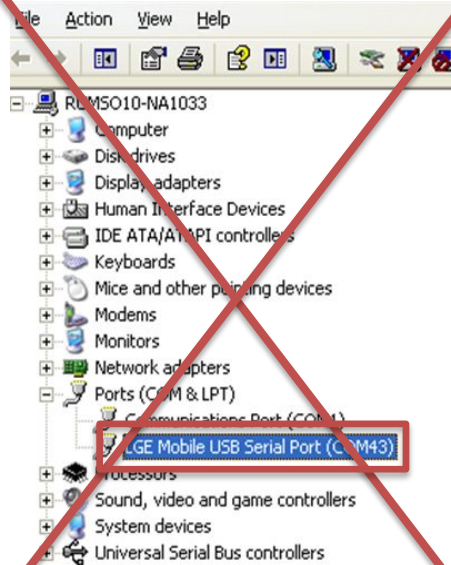 File Action View Help
RDMSO10-NA1033
Computer
Disk drives
Display adapters
Human Interface Devices
IDE ATA/ATAPI controllers
Keyboards
Mice and other pointing devices
Modems
Monitors
Network adapters
Ports (COM & LPT)
Communications Port (COM1)
LGE Mobile USB Serial Port (COM43)
Processors
Sound, video and game controllers
System devices
Universal Serial Bus controllers